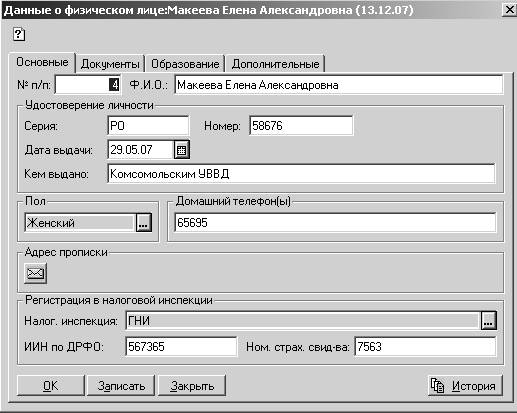 Данные о физическом лице:Макеева Елена Александровна (13.12.07)
Основные Документы Образование Дополнительные
№ п/п: 4 Ф.И.О.: Макеева Елена Александровна
Удостоверение личности
Серия: РО Номер: 58676
Дата выдачи: 29.05.07
Кем выдано: Комсомольским УВВД
Пол Домашний телефон(ы)
Женский ... 65695
Адрес прописки
Регистрация в налоговой инспекции
Налог. инспекция: ГНИ ...
ИИН по ДРФО: 567365 Ном. страх. свид-ва: 7563
OK Записать Закрыть История